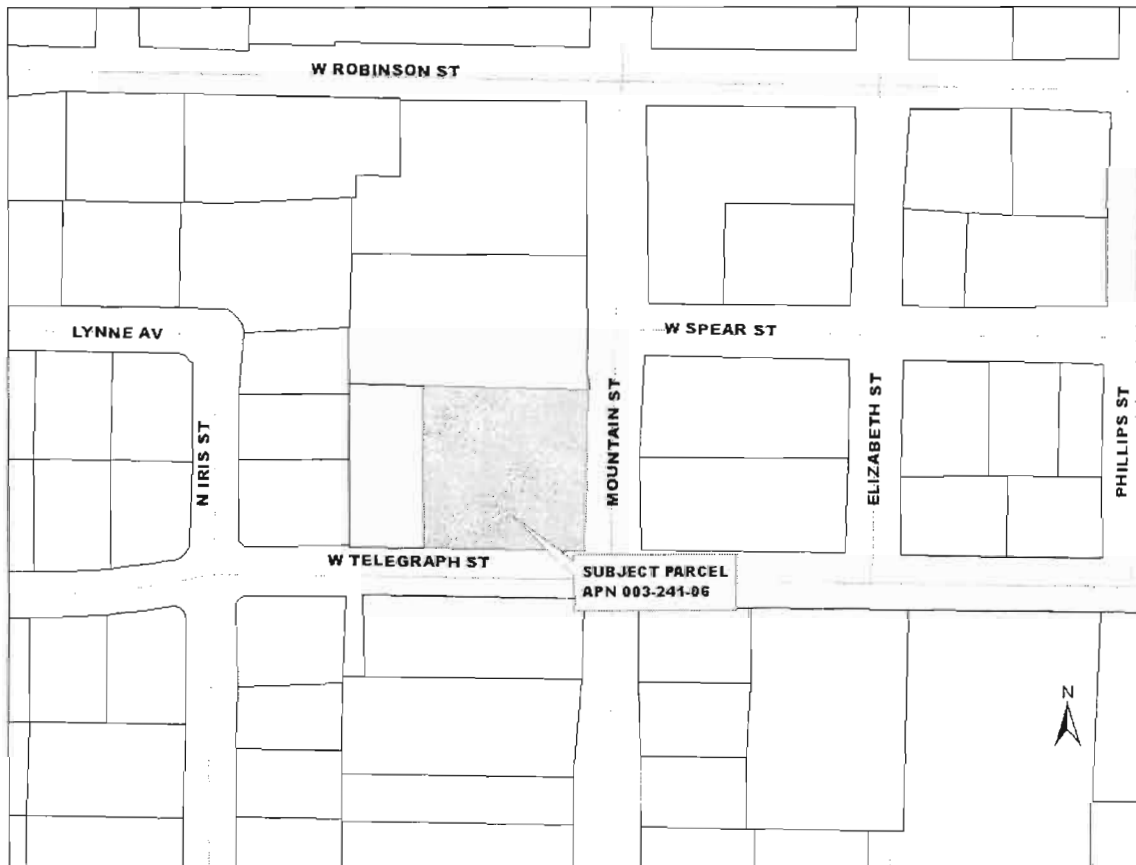 W ROBINSON ST
LYNNE AV
W SPEAR ST
N IRIS ST
MOUNTAIN ST
ELIZABETH ST
PHILLIPS ST
W TELEGRAPH ST
SUBJECT PARCEL
APN 003-241-06
N